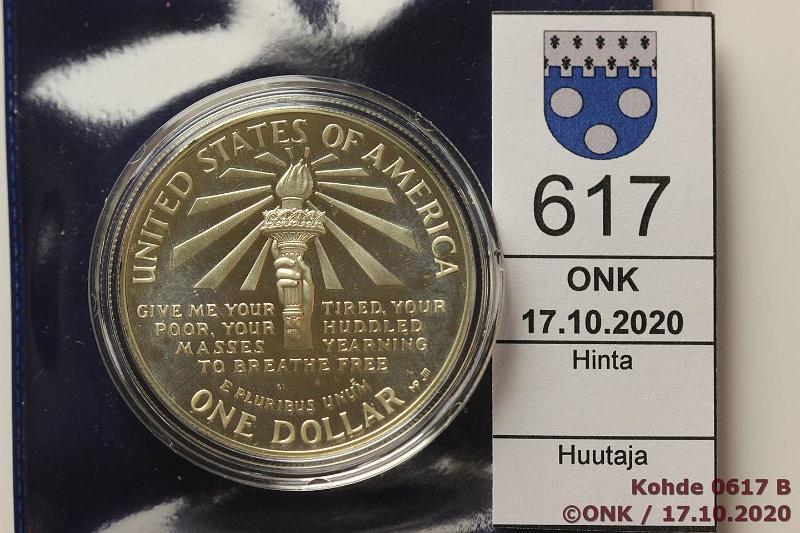 UNITED STATES OF AMERICA
GIVE ME YOUR TIRED, YOUR
POOR, YOUR HUDDLED
MASSES YEARNING
TO BREATHE FREE
E PLURIBUS UNUM
ONE DOLLAR
617
ONK
17.10.2020
Hinta
Huutaja
Kohde 0617 B
©ONK / 17.10.2020